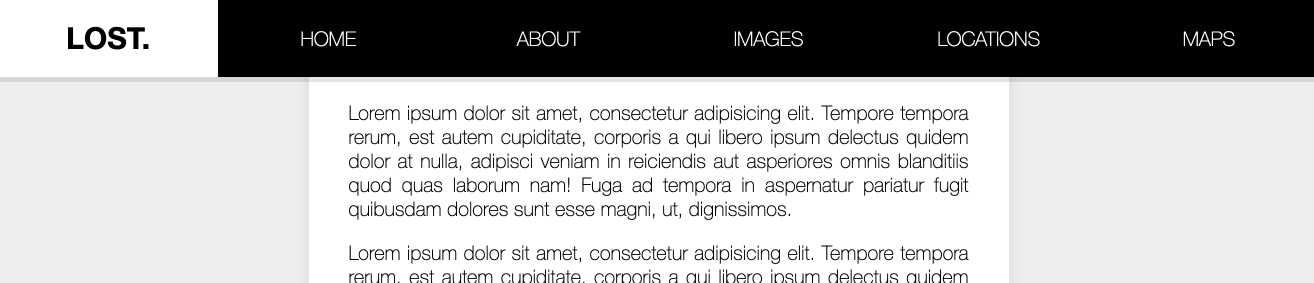 LOST. HOME ABOUT IMAGES LOCATIONS MAPS
Lorem ipsum dolor sit amet, consectetur adipisicing elit. Tempore tempora
rerum, est autem cupiditate, corporis a qui libero ipsum delectus quidem
dolor at nulla, adipisci veniam in reiciendis aut asperiores omnis blanditiis
quod quas laborum nam! Fuga ad tempora in aspernatur pariatur fugit
quibusdam dolores sunt esse magni, ut, dignissimos.
Lorem ipsum dolor sit amet, consectetur adipisicing elit. Tempore tempora
rerum, est autem cupiditate, corporis a qui libero ipsum delectus quidem